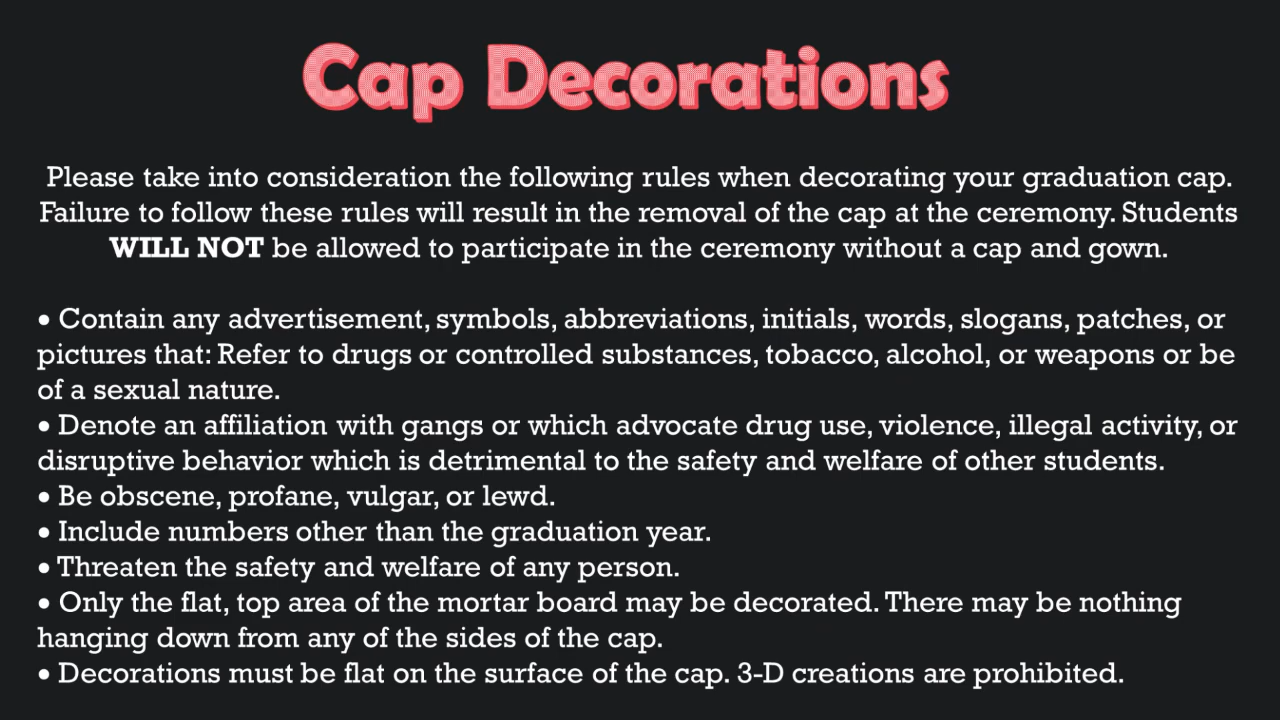 Cap Decorations
Please take into consideration the following rules when decorating your graduation cap.
Failure to follow these rules will result in the removal of the cap at the ceremony. Students
WILL NOT be allowed to participate in the ceremony without a cap and gown.
• Contain any advertisement, symbols, abbreviations, initials, words, slogans, patches, or
pictures that: Refer to drugs or controlled substances, tobacco, alcohol, or weapons or be
of a sexual nature.
• Denote an affiliation with gangs or which advocate drug use, violence, illegal activity, or
disruptive behavior which is detrimental to the safety and welfare of other students.
• Be obscene, profane, vulgar, or lewd.
• Include numbers other than the graduation year.
• Threaten the safety and welfare of any person.
• Only the flat, top area of the mortar board may be decorated. There may be nothing
hanging down from any of the sides of the cap.
• Decorations must be flat on the surface of the cap. 3-D creations are prohibited.